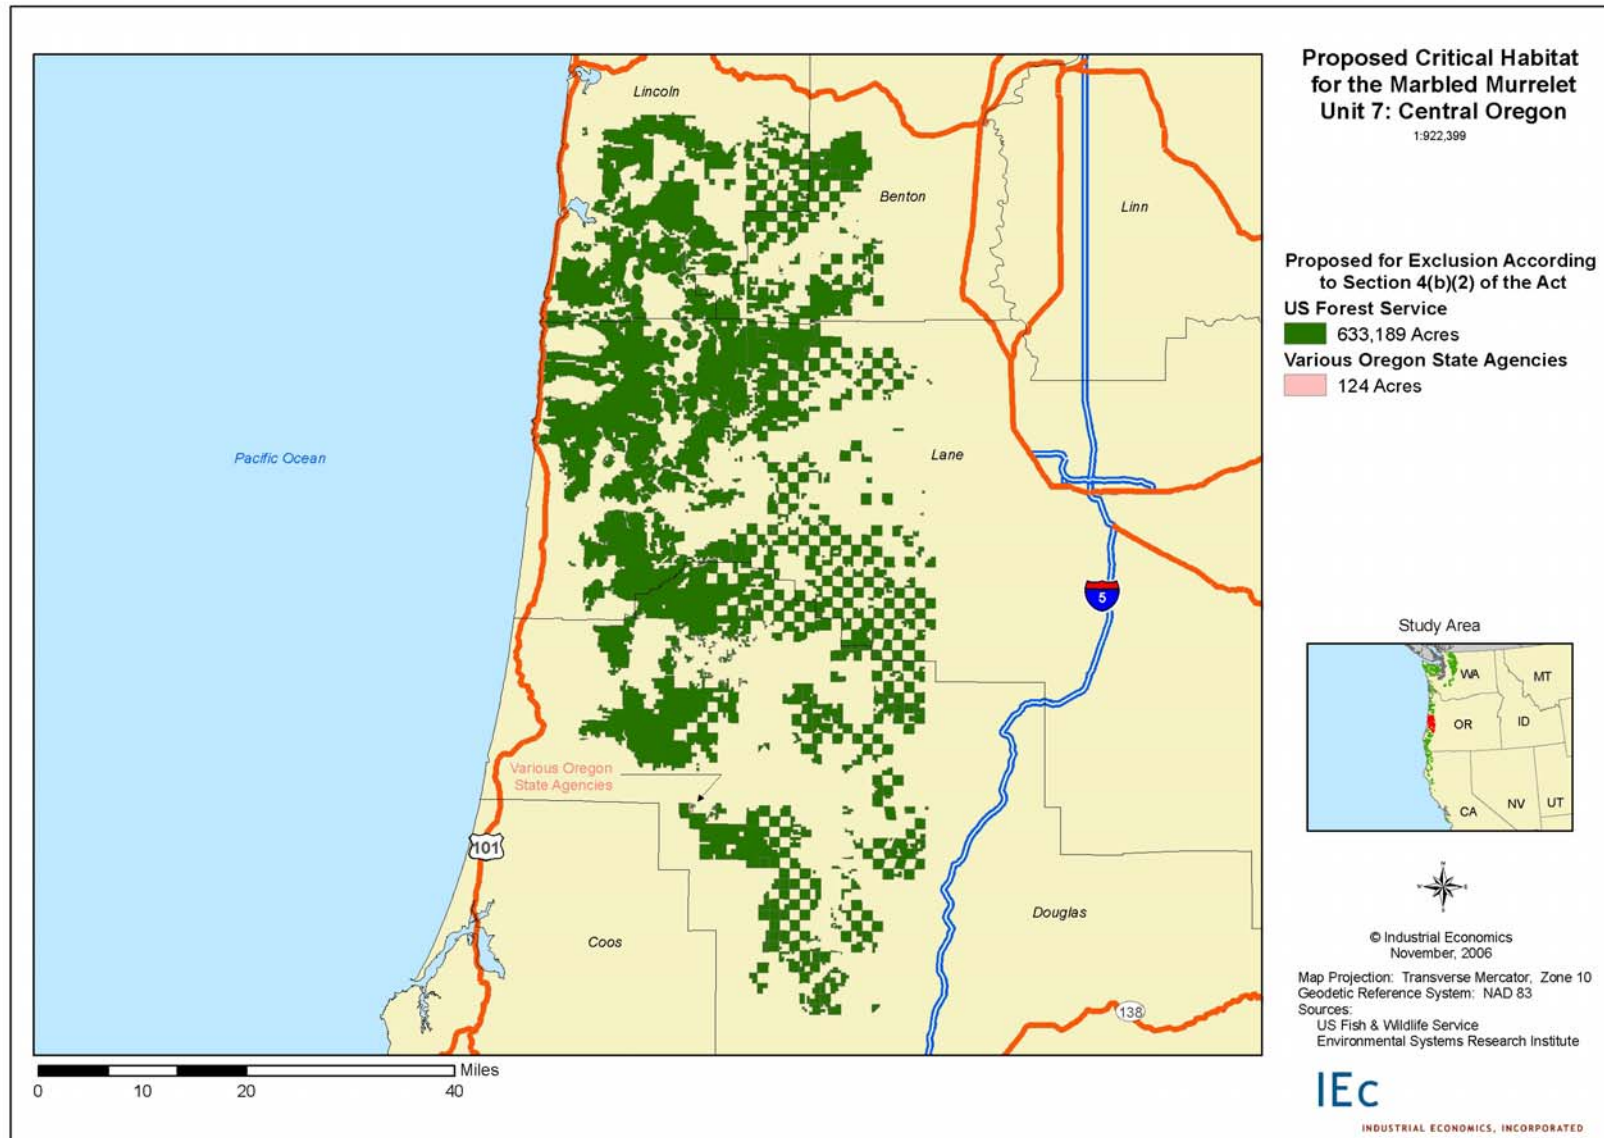 Proposed Critical Habitat
for the Marbled Murrelet
Unit 7: Central Oregon
1:922,399
Lincoln
Benton
Linn
Proposed for Exclusion According
to Section 4(b)(2) of the Act
US Forest Service
633,189 Acres
Various Oregon State Agencies
124 Acres
Pacific Ocean
Lane
5
Study Area
WA
MT
OR
ID
CA
NV
UT
Various Oregon
State Agencies
101
Douglas
Coos
138
N
W
E
S
© Industrial Economics
November, 2006
Map Projection: Transverse Mercator, Zone 10
Geodetic Reference System: NAD 83
Sources:
US Fish & Wildlife Service
Environmental Systems Research Institute
Miles
0 10 20 40
IEc
INDUSTRIAL ECONOMICS, INCORPORATED